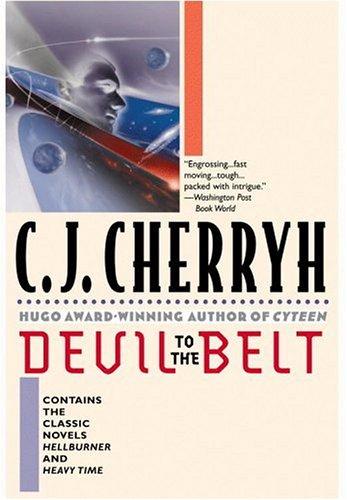 “Engrossing...fast
moving...tough...
packed with intrigue.”
—Washington Post
Book World
C.J. CHERRYH
HUGO AWARD-WINNING AUTHOR OF CYTEEN
DEVIL TO THE BELT
CONTAINS
THE
CLASSIC
NOVELS
HELLBURNER
AND
HEAVY TIME